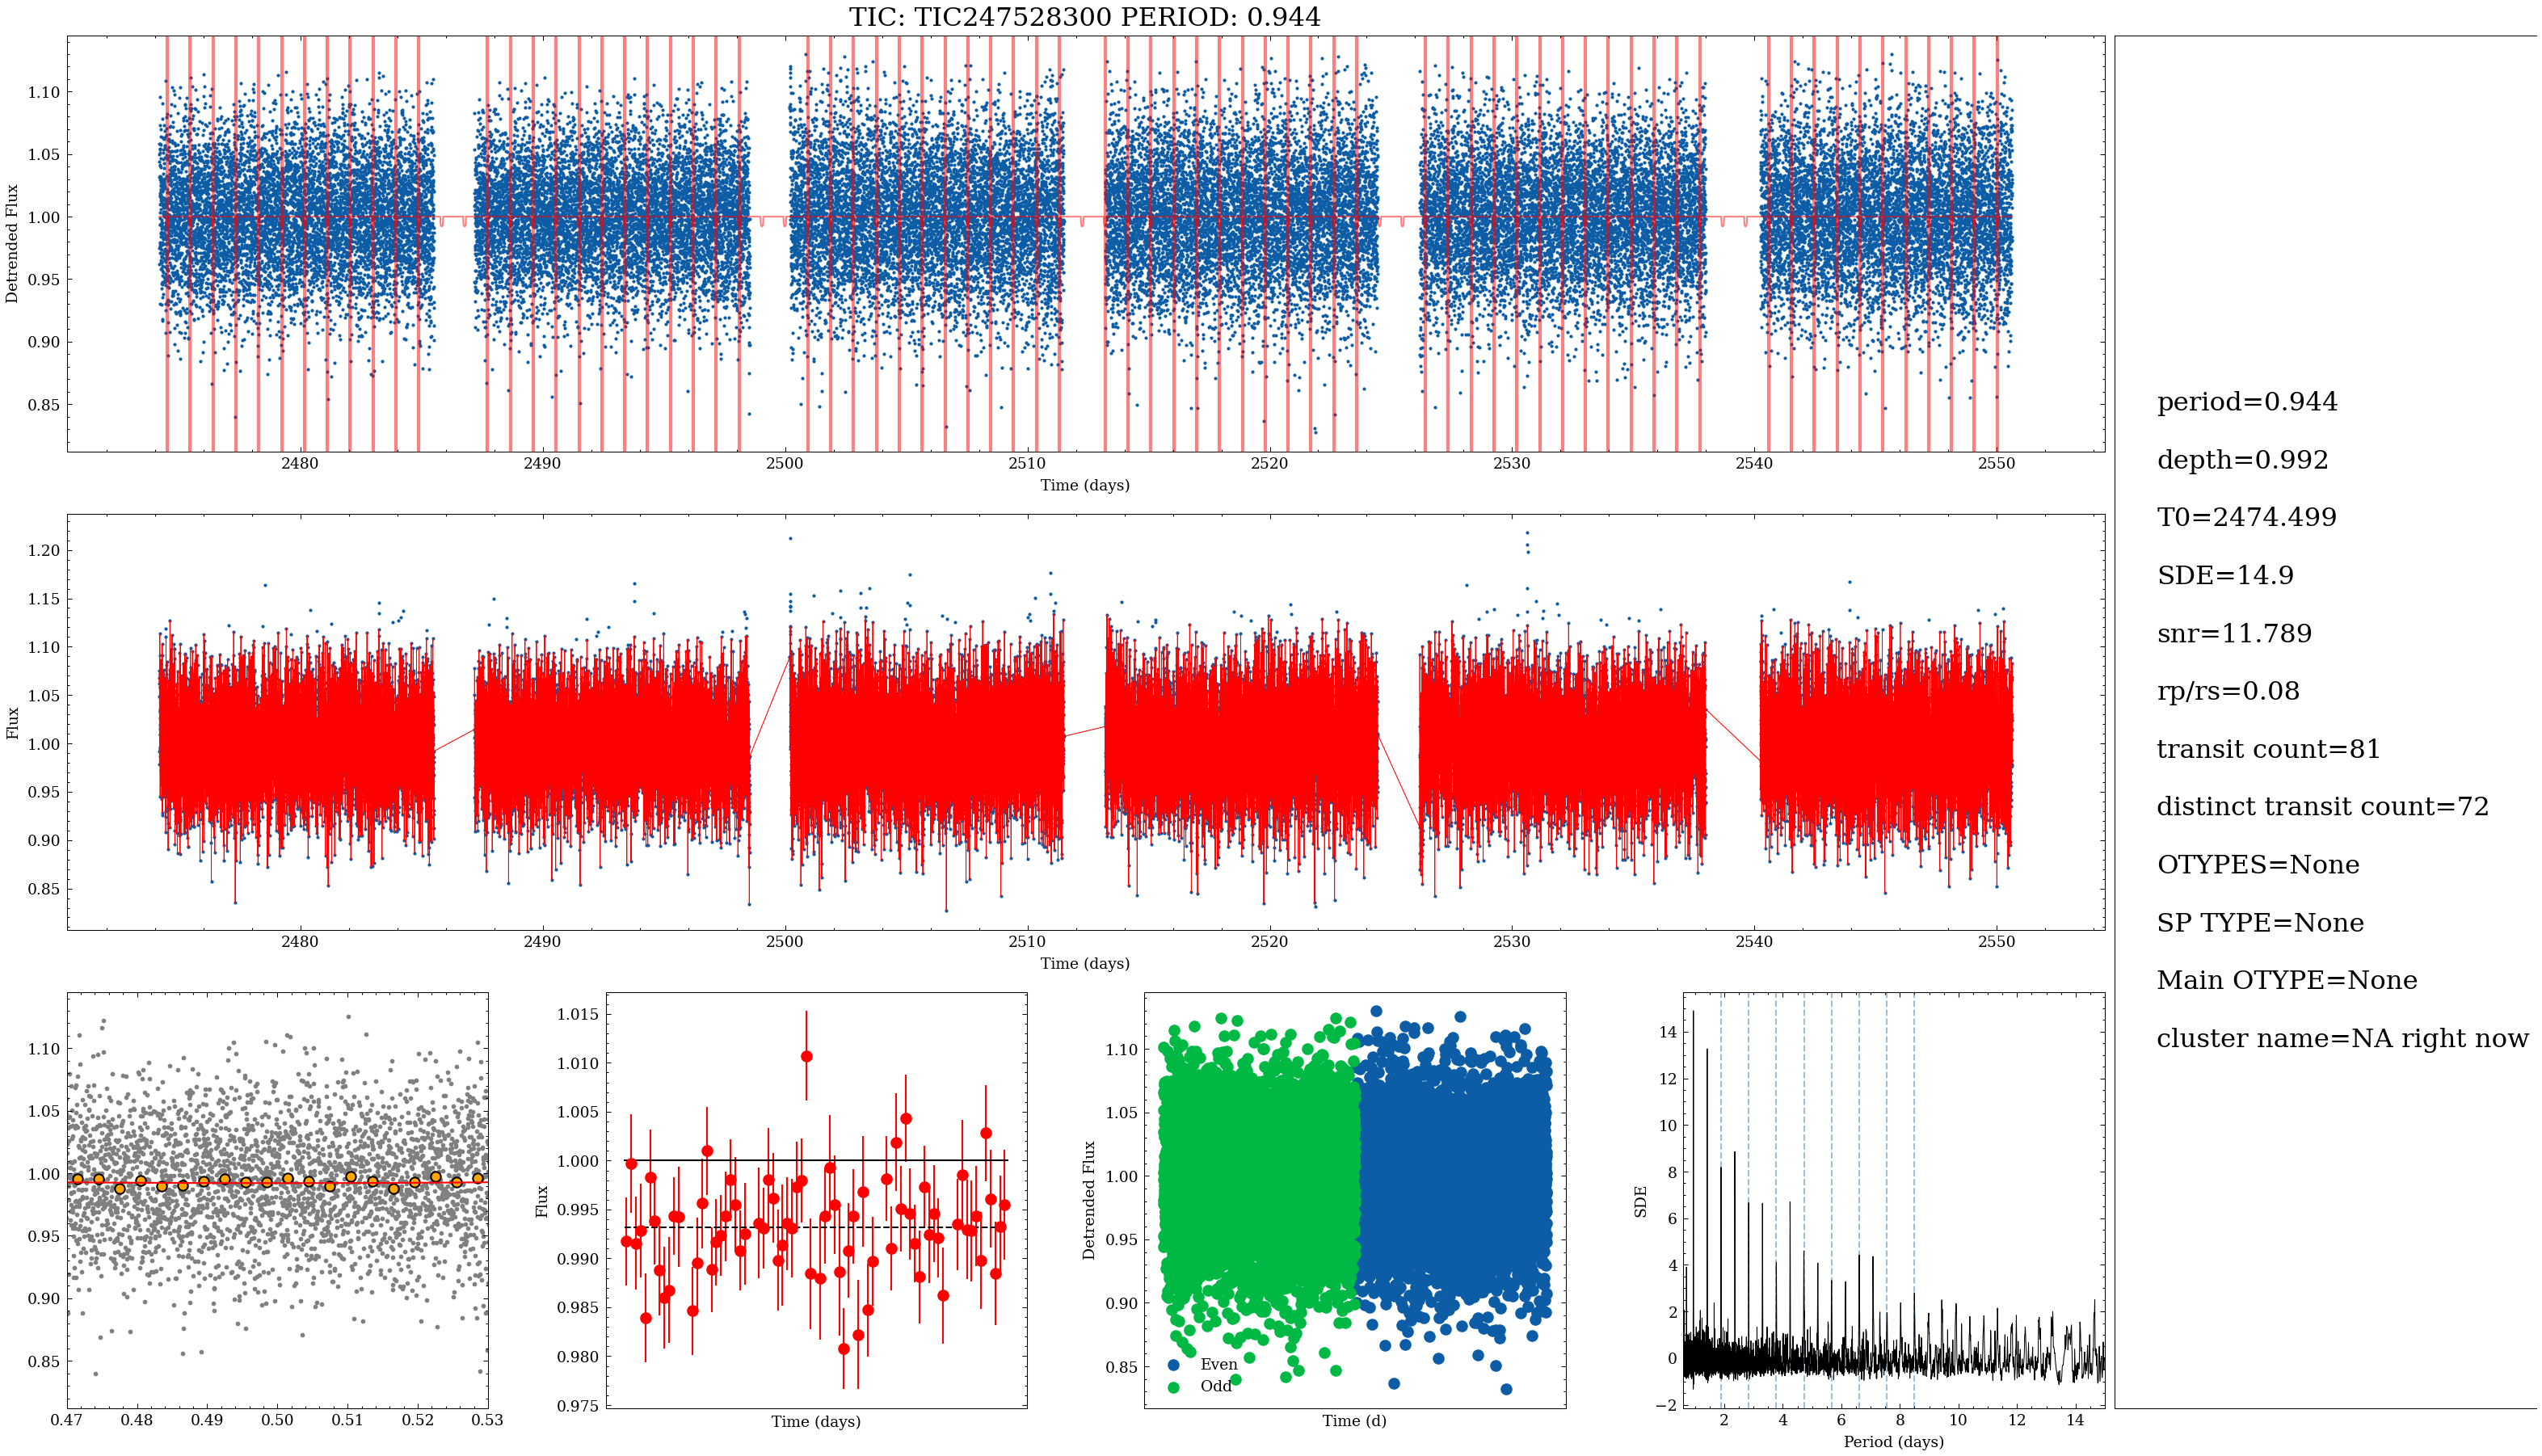 TIC: TIC247528300 PERIOD: 0.944
1.10
1.05
1.00
0.95
0.90
0.85
Detrended Flux
2480
2490
2500
2510
2520
2530
2540
2550
Time (days)
1.20
1.15
1.10
1.05
1.00
0.95
0.90
0.85
Flux
2480
2490
2500
2510
2520
2530
2540
2550
Time (days)
1.10
1.05
1.00
0.95
0.90
0.85
0.47
0.48
0.49
0.50
0.51
0.52
0.53
1.015
1.010
1.005
1.000
0.995
0.990
0.985
0.980
0.975
Flux
Time (days)
1.10
1.05
1.00
0.95
0.90
0.85
Detrended Flux
Even
Odd
Time (d)
14
12
10
8
6
4
2
0
−2
SDE
2
4
6
8
10
12
14
Period (days)
period=0.944
depth=0.992
T0=2474.499
SDE=14.9
snr=11.789
rp/rs=0.08
transit count=81
distinct transit count=72
OTYPES=None
SP TYPE=None
Main OTYPE=None
cluster name=NA right now